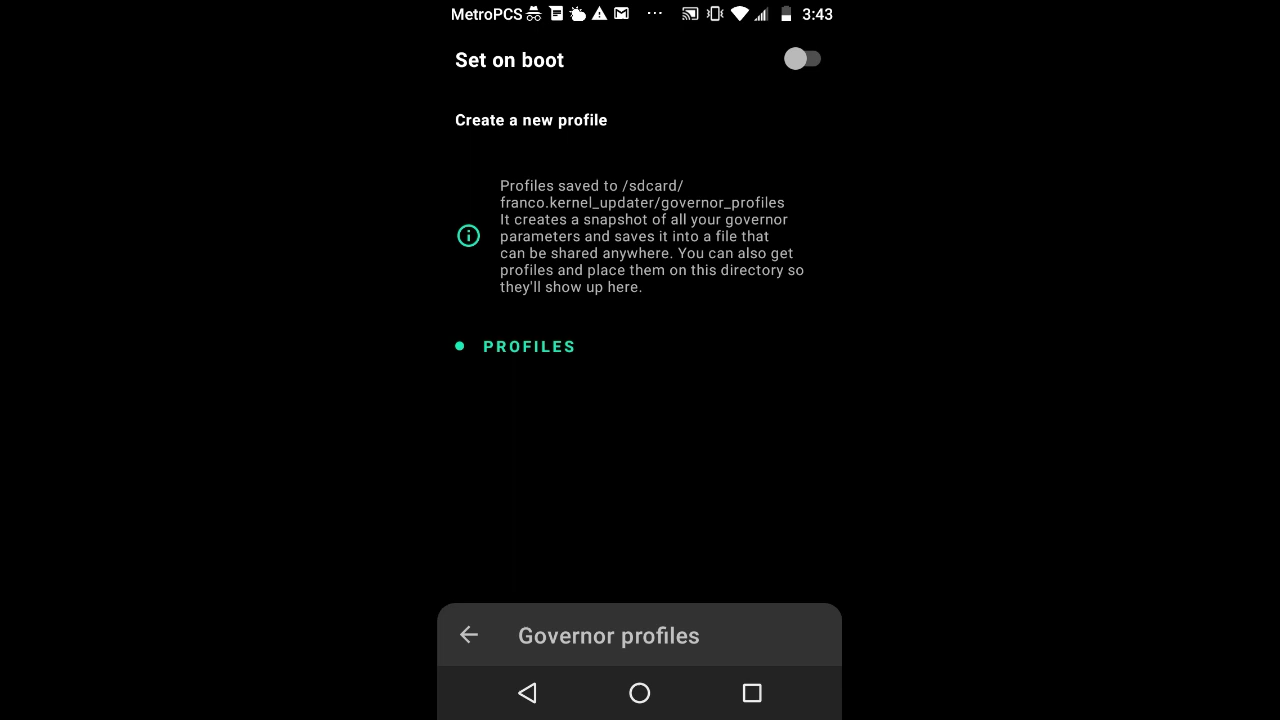 MetroPCS ... 3:43
Set on boot
Create a new profile
Profiles saved to /sdcard/
franco.kernel_updater/governor_profiles
It creates a snapshot of all your governor
parameters and saves it into a file that
can be shared anywhere. You can also get
profiles and place them on this directory so
they'll show up here.
PROFILES
Governor profiles